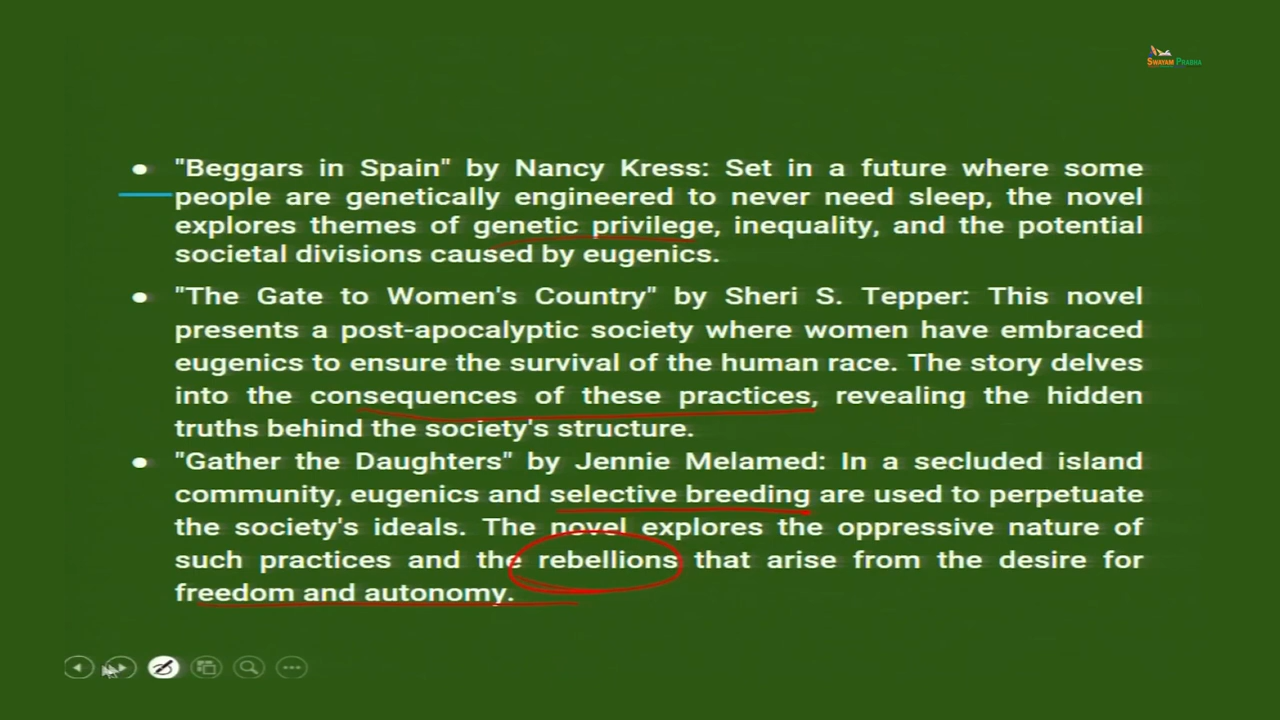 SWAYAM PRABHA
● "Beggars in Spain" by Nancy Kress: Set in a future where some
people are genetically engineered to never need sleep, the novel
explores themes of genetic privilege, inequality, and the potential
societal divisions caused by eugenics.
● "The Gate to Women's Country" by Sheri S. Tepper: This novel
presents a post-apocalyptic society where women have embraced
eugenics to ensure the survival of the human race. The story delves
into the consequences of these practices, revealing the hidden
truths behind the society's structure.
● "Gather the Daughters" by Jennie Melamed: In a secluded island
community, eugenics and selective breeding are used to perpetuate
the society's ideals. The novel explores the oppressive nature of
such practices and the rebellions that arise from the desire for
freedom and autonomy.